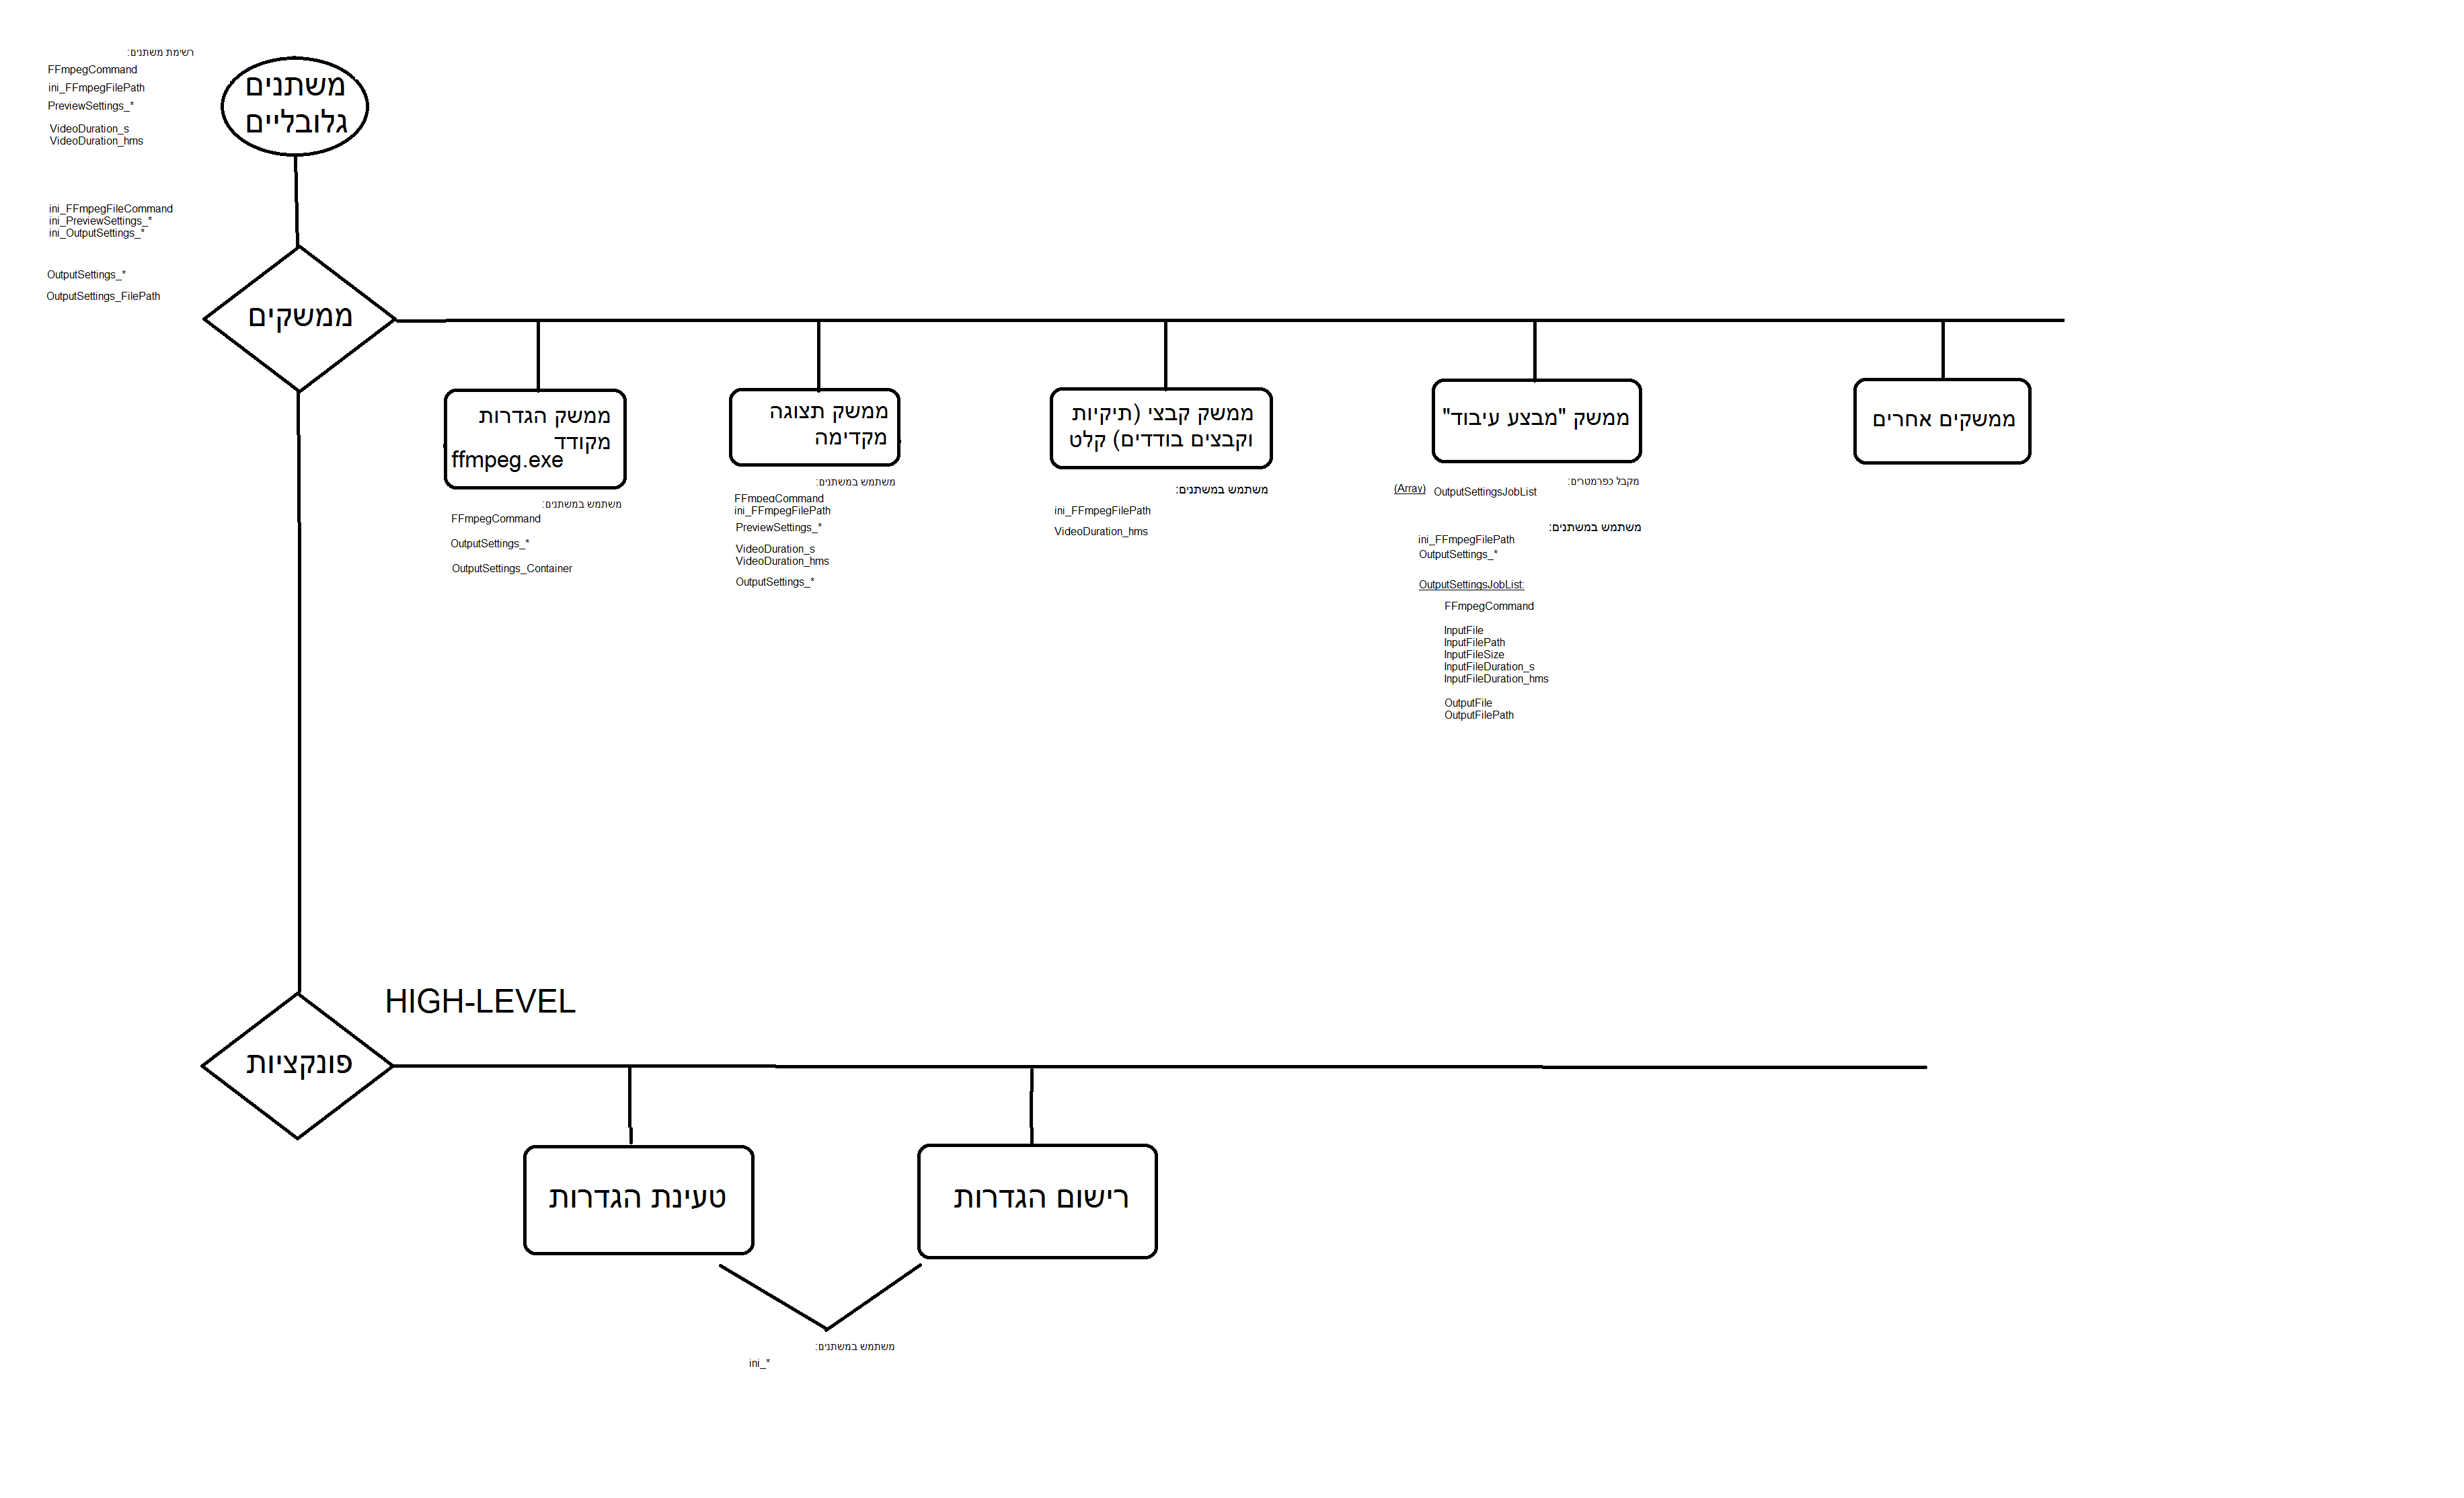 רשימת משתנים:
FFmpegCommand
ini_FFmpegFilePath
PreviewSettings_*
VideoDuration_s
VideoDuration_hms
ini_FFmpegFileCommand
ini_PreviewSettings_*
ini_OutputSettings_*
OutputSettings_*
OutputSettings_FilePath
משתנים
גלובליים
ממשקים
ממשק הגדרות
מקודד
ffmpeg.exe
משתמש במשתנים:
FFmpegCommand
OutputSettings_*
OutputSettings_Container
ממשק תצוגה
מקדימה
משתמש במשתנים:
FFmpegCommand
ini_FFmpegFilePath
PreviewSettings_*
VideoDuration_s
VideoDuration_hms
OutputSettings_*
ממשק קבצי (תיקיות
וקבצים בודדים) קלט
משתמש במשתנים:
ini_FFmpegFilePath
VideoDuration_hms
ממשק "מבצע עיבוד"
מקבל כפרמטרים:
(Array) OutputSettingsJobList
משתמש במשתנים:
ini_FFmpegFilePath
OutputSettings_*
OutputSettingsJobList:
FFmpegCommand
InputFile
InputFilePath
InputFileSize
InputFileDuration_s
InputFileDuration_hms
OutputFile
OutputFilePath
ממשקים אחרים
HIGH-LEVEL
פונקציות
טעינת הגדרות
רישום הגדרות
משתמש במשתנים:
ini_*